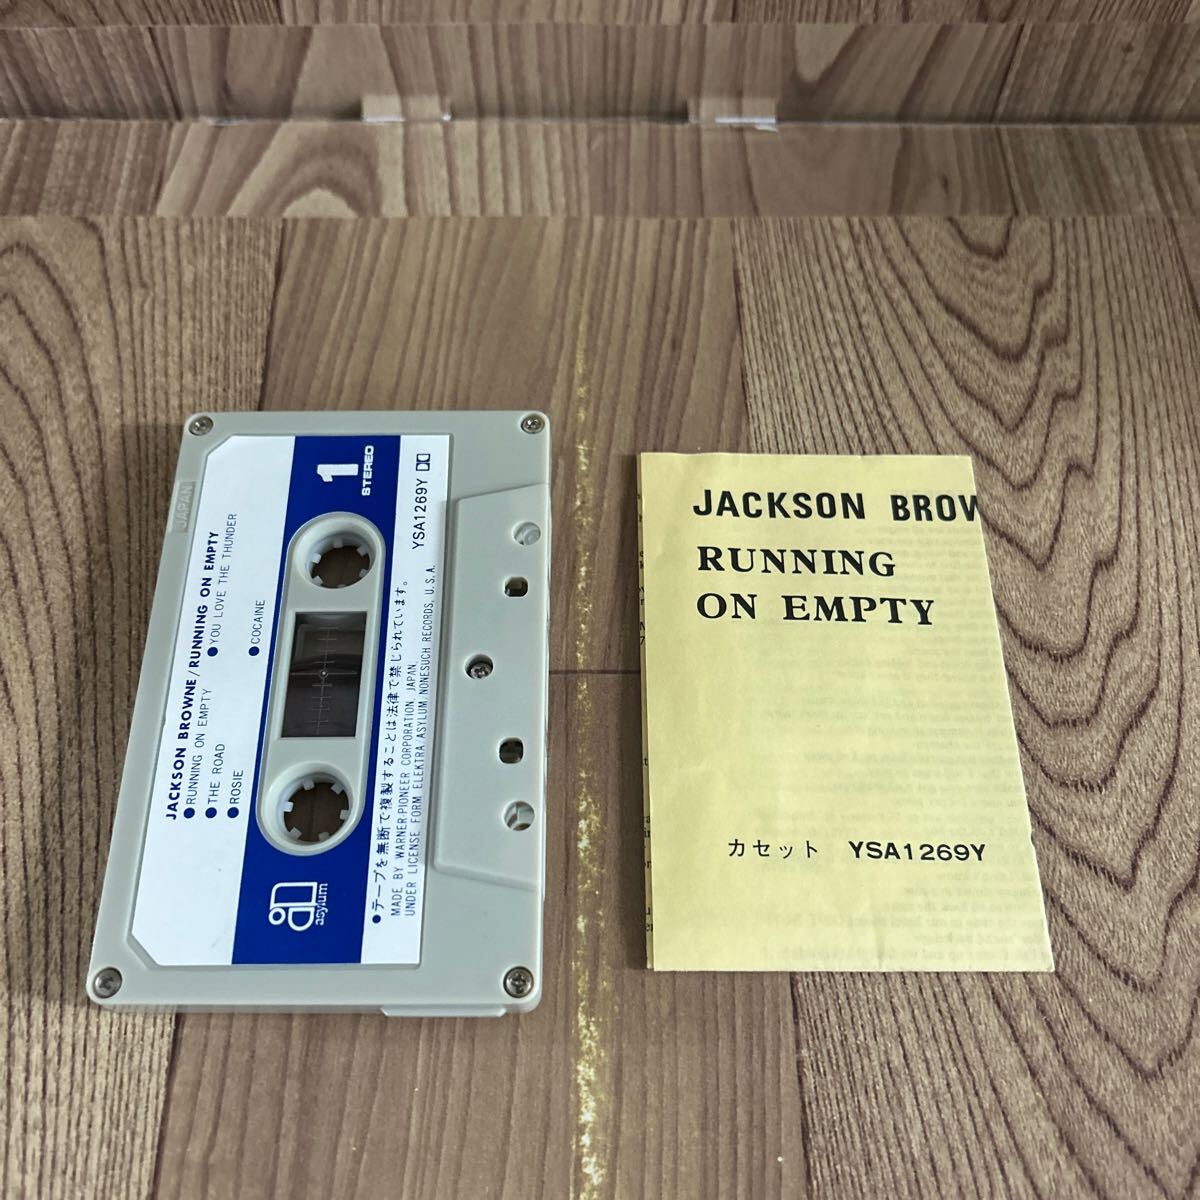 JAPAN
JACKSON BROWNE/RUNNING ON EMPTY
●RUNNING ON EMPTY ●YOU LOVE THE THUNDER
●THE ROAD
●ROSIE ●COCAINE
asylum
1
STEREO
YSA1269Y
●テープを無断で複製することは法律で禁じられています。
MADE BY WARNER-PIONEER CORPORATION, JAPAN.
UNDER LICENSE FORM ELEKTRA/ASYLUM/NONESUCH RECORDS, U.S.A.
JACKSON BROW
RUNNING
ON EMPTY
カセット YSA1269Y